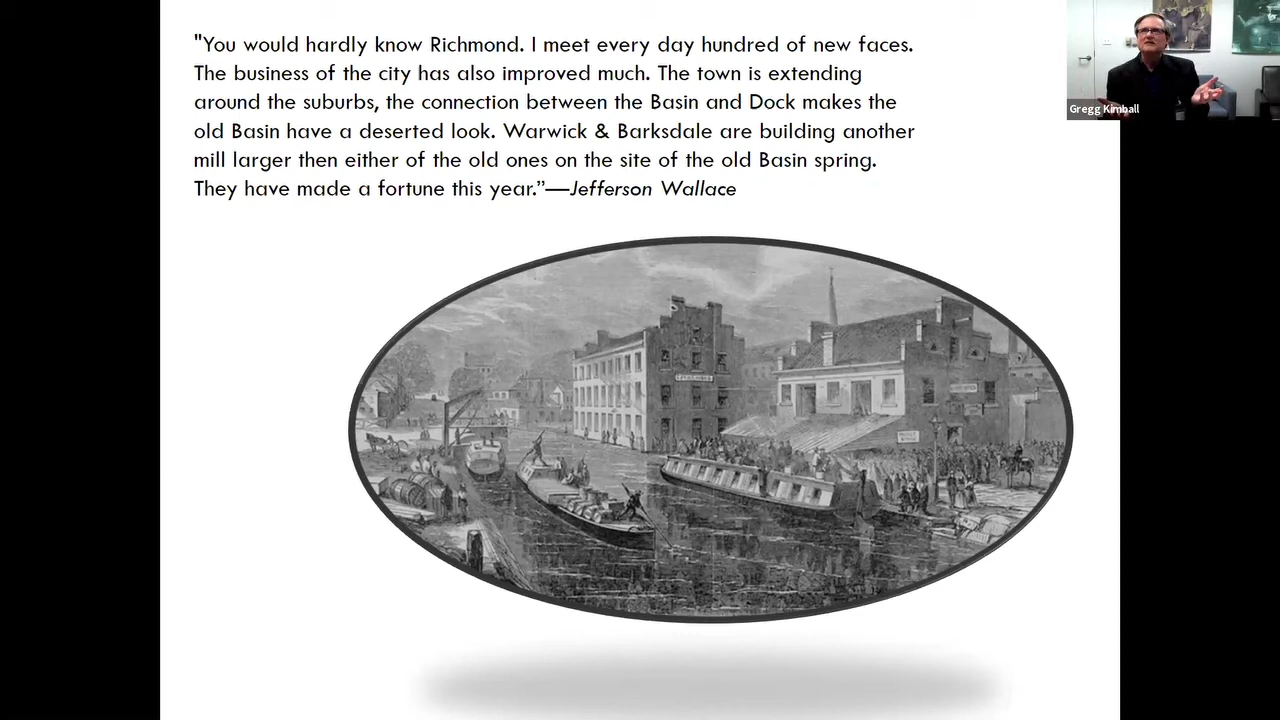 "You would hardly know Richmond. I meet every day hundred of new faces.
The business of the city has also improved much. The town is extending
around the suburbs, the connection between the Basin and Dock makes the
old Basin have a deserted look. Warwick & Barksdale are building another
mill larger then either of the old ones on the site of the old Basin spring.
They have made a fortune this year.”—Jefferson Wallace
Gregg Kimball